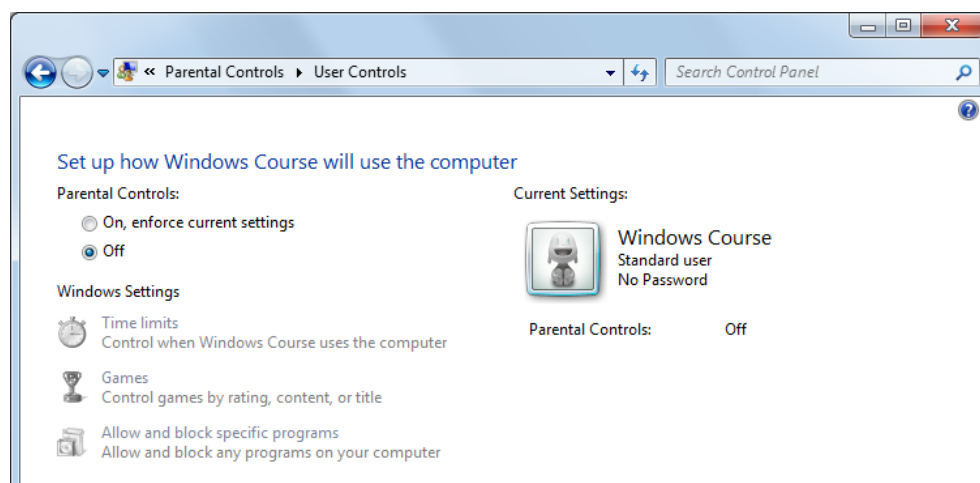 « Parental Controls ▸ User Controls
Search Control Panel
Set up how Windows Course will use the computer
Parental Controls:
On, enforce current settings
Off
Windows Settings
Time limits
Control when Windows Course uses the computer
Games
Control games by rating, content, or title
Allow and block specific programs
Allow and block any programs on your computer
Current Settings:
Windows Course
Standard user
No Password
Parental Controls: Off